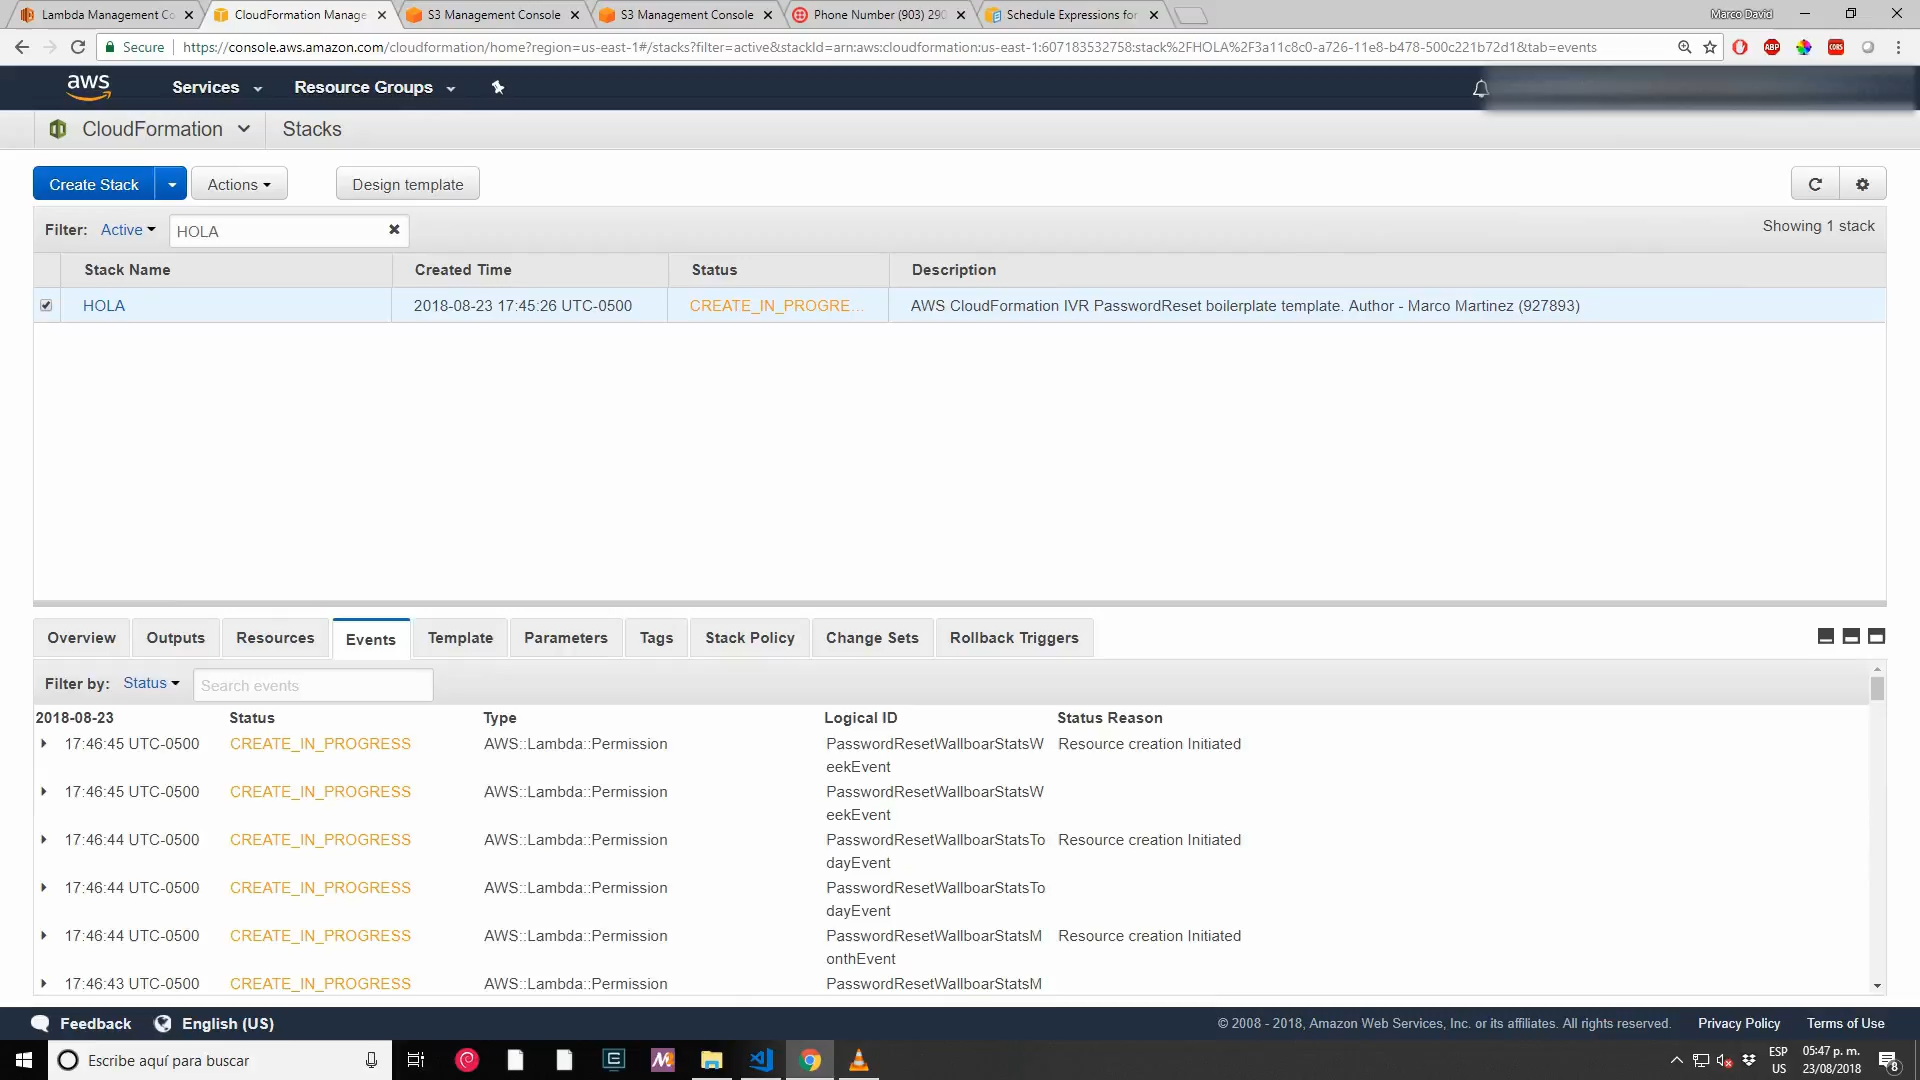 Lambda Management Co
CloudFormation Manage
S3 Management Console
S3 Management Console
Phone Number (903) 290
Schedule Expressions for
Marco David
Secure
https://console.aws.amazon.com/cloudformation/home?region=us-east-1#/stacks?filter=active&stackId=arn:aws:cloudformation:us-east-1:607183532758:stack%2FHOLA%2F3a11c8c0-a726-11e8-b478-500c221b72d1&tab=events
ABP
CORS
aws
Services
Resource Groups
CloudFormation
Stacks
Create Stack
Actions
Design template
Filter: Active
HOLA
Showing 1 stack
Stack Name
Created Time
Status
Description
HOLA
2018-08-23 17:45:26 UTC-0500
CREATE_IN_PROGRE…
AWS CloudFormation IVR PasswordReset boilerplate template. Author - Marco Martinez (927893)
Overview
Outputs
Resources
Events
Template
Parameters
Tags
Stack Policy
Change Sets
Rollback Triggers
Filter by: Status
Search events
2018-08-23 Status Type Logical ID Status Reason
17:46:45 UTC-0500 CREATE_IN_PROGRESS AWS::Lambda::Permission PasswordResetWallboarStatsW Resource creation Initiated
eekEvent
17:46:45 UTC-0500 CREATE_IN_PROGRESS AWS::Lambda::Permission PasswordResetWallboarStatsW
eekEvent
17:46:44 UTC-0500 CREATE_IN_PROGRESS AWS::Lambda::Permission PasswordResetWallboarStatsTo Resource creation Initiated
dayEvent
17:46:44 UTC-0500 CREATE_IN_PROGRESS AWS::Lambda::Permission PasswordResetWallboarStatsTo
dayEvent
17:46:44 UTC-0500 CREATE_IN_PROGRESS AWS::Lambda::Permission PasswordResetWallboarStatsM Resource creation Initiated
onthEvent
17:46:43 UTC-0500 CREATE_IN_PROGRESS AWS::Lambda::Permission PasswordResetWallboarStatsM
Feedback
English (US)
© 2008 - 2018, Amazon Web Services, Inc. or its affiliates. All rights reserved.
Privacy Policy
Terms of Use
Escribe aquí para buscar
ESP
US
05:47 p. m.
23/08/2018
8